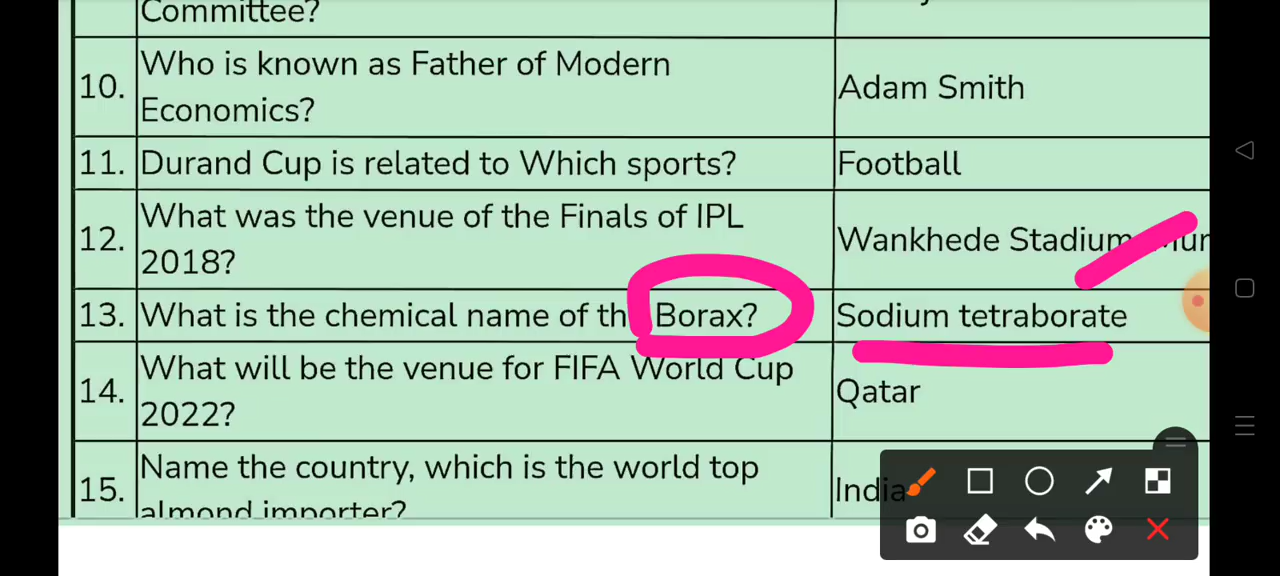 Committee?
10. Who is known as Father of Modern Economics? Adam Smith
11. Durand Cup is related to Which sports? Football
12. What was the venue of the Finals of IPL 2018? Wankhede Stadium
13. What is the chemical name of th Borax? Sodium tetraborate
14. What will be the venue for FIFA World Cup 2022? Qatar
15. Name the country, which is the world top almond importer? India